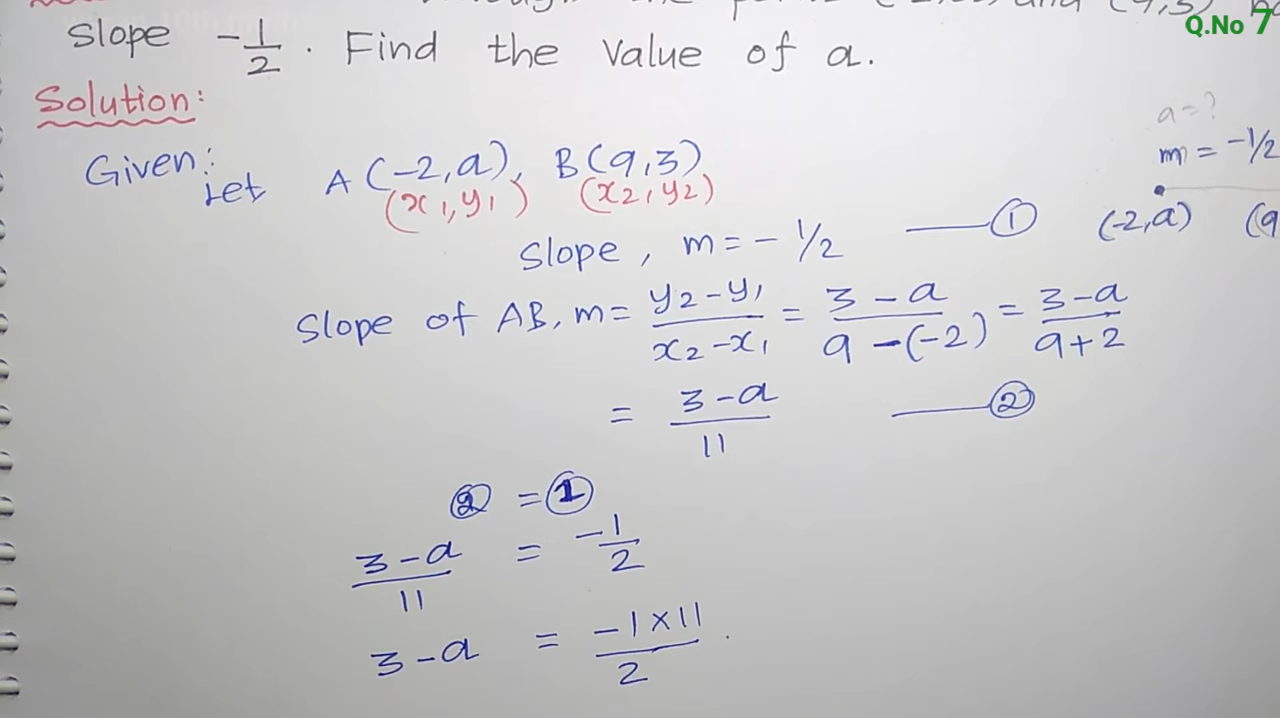 Q.No 7
slope -1/2. Find the value of a.
Solution:
Given:
Let A(-2,a), B(9,3)
(x1,y1) (x2,y2)
a=?
m = -1/2
(-2,a) (9
slope, m = -1/2 ——①
Slope of AB, m = y2-y1/x2-x1 = 3-a/9-(-2) = 3-a/9+2
= 3-a/11 ——②
② = ①
3-a/11 = -1/2
3-a = -1×11/2